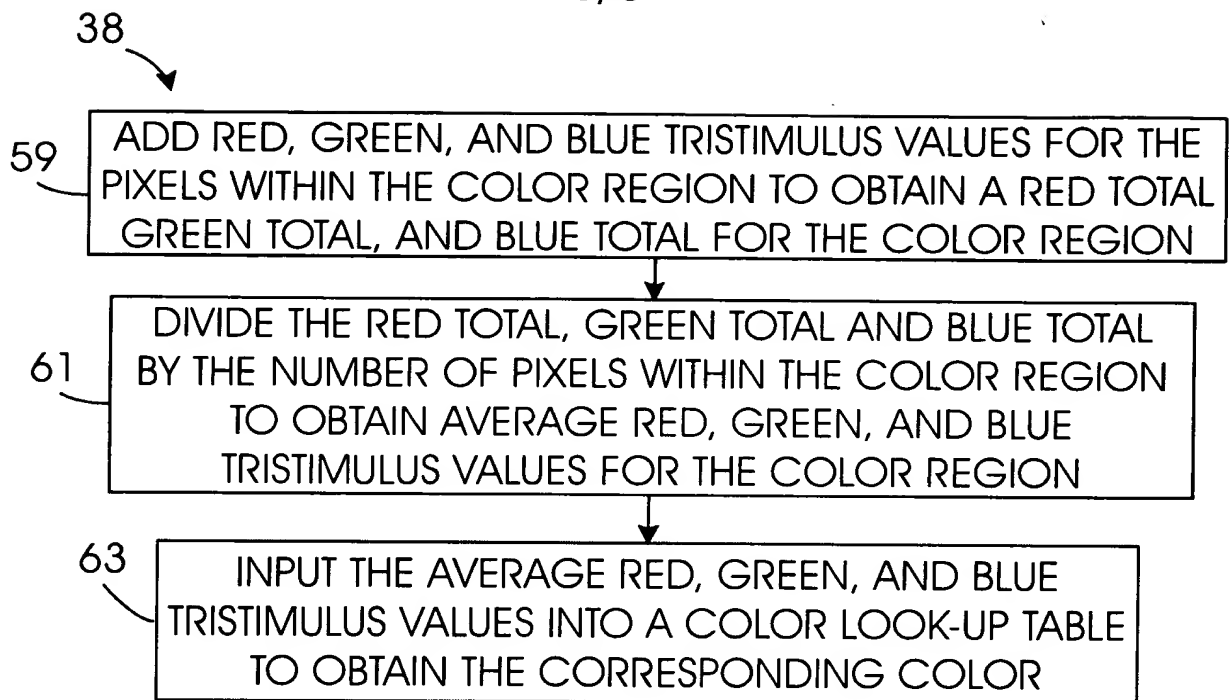 38
59
ADD RED, GREEN, AND BLUE TRISTIMULUS VALUES FOR THE
PIXELS WITHIN THE COLOR REGION TO OBTAIN A RED TOTAL
GREEN TOTAL, AND BLUE TOTAL FOR THE COLOR REGION
61
DIVIDE THE RED TOTAL, GREEN TOTAL AND BLUE TOTAL
BY THE NUMBER OF PIXELS WITHIN THE COLOR REGION
TO OBTAIN AVERAGE RED, GREEN, AND BLUE
TRISTIMULUS VALUES FOR THE COLOR REGION
63
INPUT THE AVERAGE RED, GREEN, AND BLUE
TRISTIMULUS VALUES INTO A COLOR LOOK-UP TABLE
TO OBTAIN THE CORRESPONDING COLOR